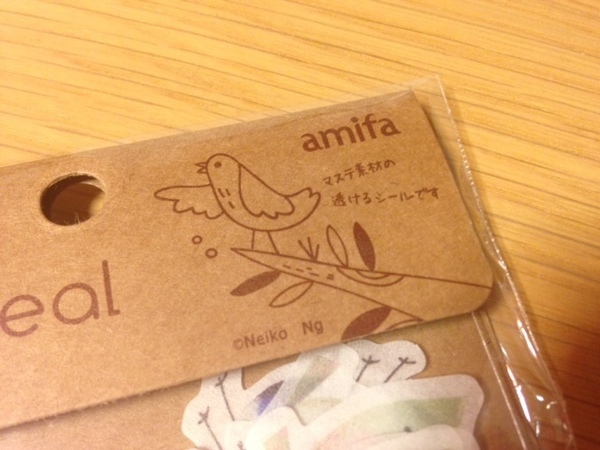 amifa
マステ素材の
透けるシールです
eal
©Neiko Ng